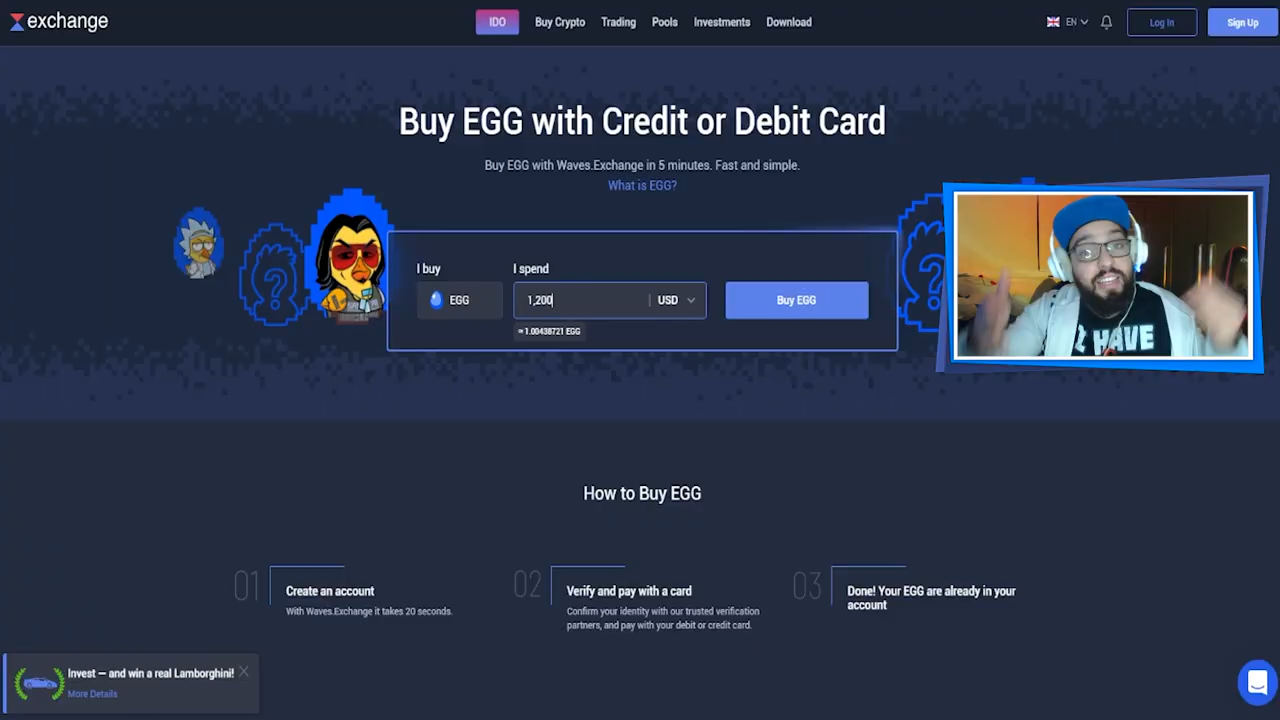 exchange
IDO
Buy Crypto
Trading
Pools
Investments
Download
EN
Log In
Sign Up
Buy EGG with Credit or Debit Card
Buy EGG with Waves.Exchange in 5 minutes. Fast and simple.
What is EGG?
I buy
I spend
EGG
1,200
USD
Buy EGG
≈ 1.00438721 EGG
I HAVE
How to Buy EGG
01
Create an account
With Waves.Exchange it takes 20 seconds.
02
Verify and pay with a card
Confirm your identity with our trusted verification
partners, and pay with your debit or credit card.
03
Done! Your EGG are already in your
account
Invest — and win a real Lamborghini!
More Details